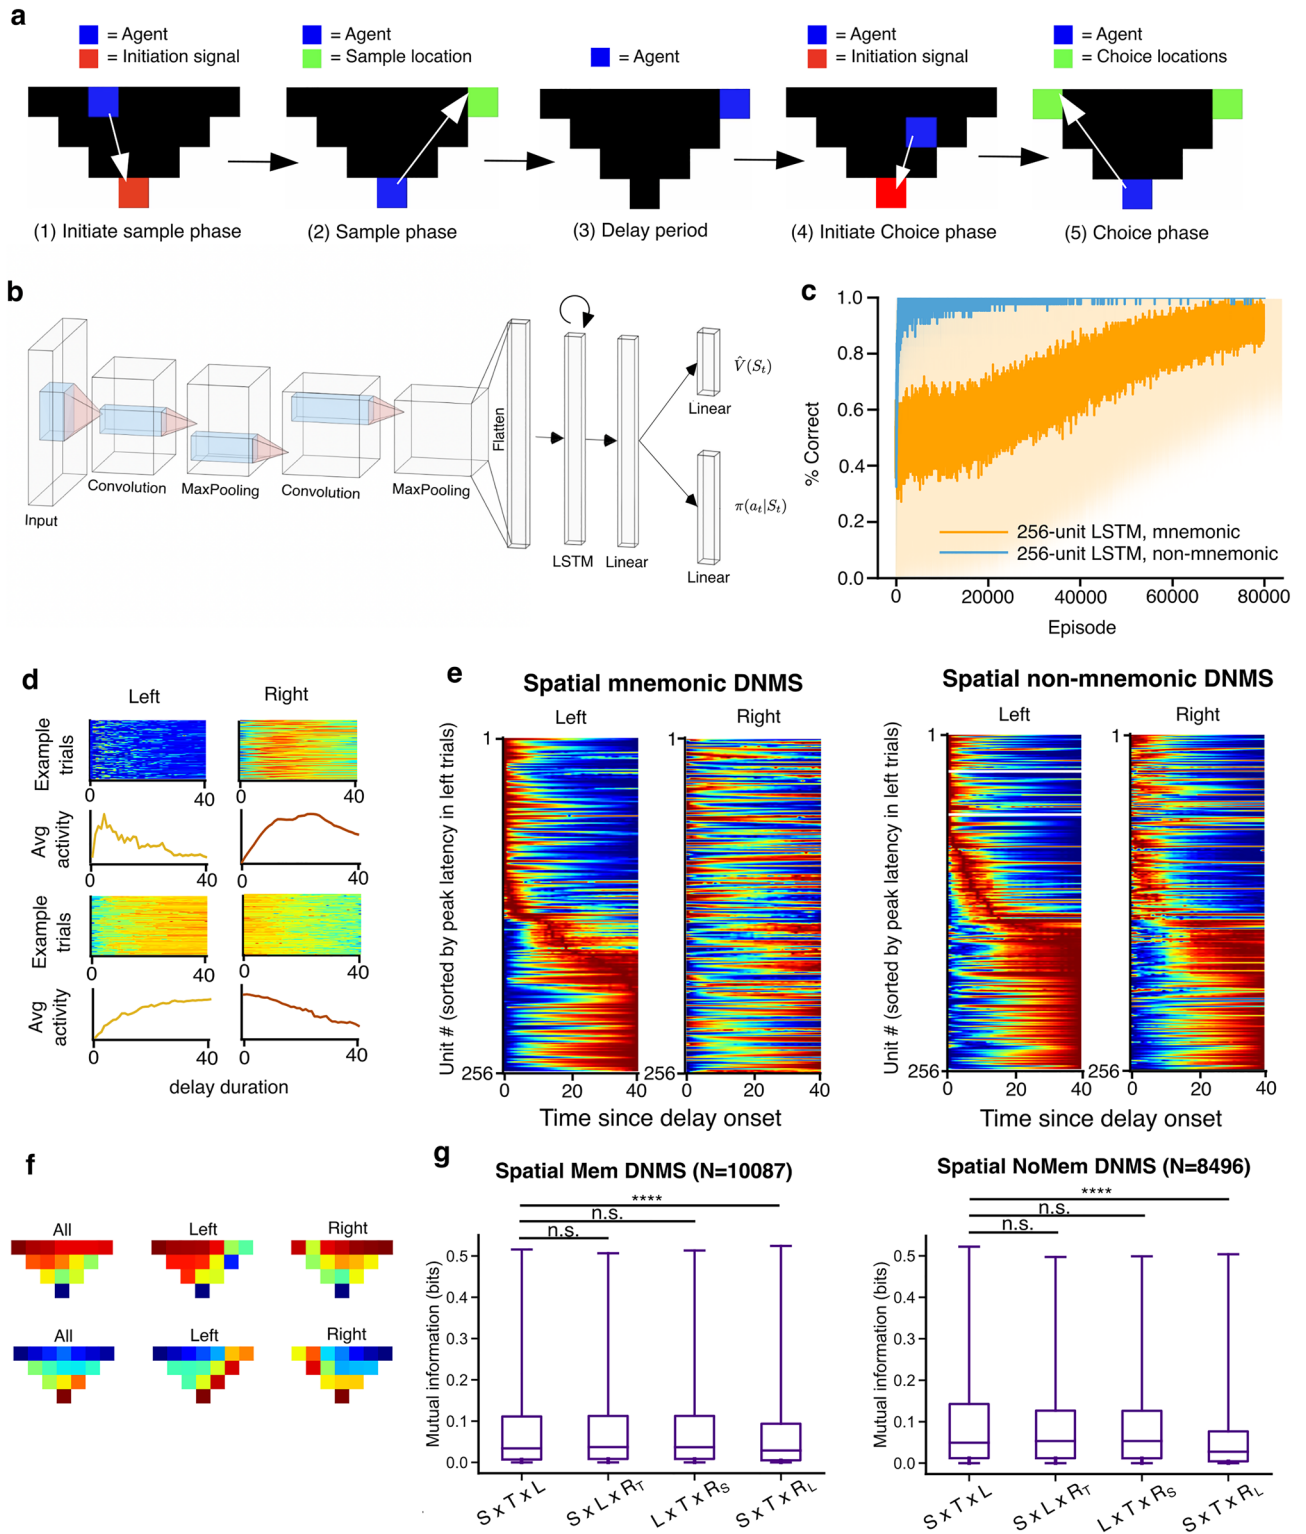 a
= Agent
= Initiation signal
= Agent
= Sample location
= Agent
= Agent
= Initiation signal
= Agent
= Choice locations
(1) Initiate sample phase
(2) Sample phase
(3) Delay period
(4) Initiate Choice phase
(5) Choice phase
b
Input
Convolution
MaxPooling
Convolution
MaxPooling
Flatten
LSTM
Linear
V̂(Sₜ)
Linear
π(aₜ|Sₜ)
Linear
c
% Correct
1.0
0.8
0.6
0.4
0.2
0.0
256-unit LSTM, mnemonic
256-unit LSTM, non-mnemonic
0 20000 40000 60000 80000
Episode
d
Left Right
Example trials
0 40 0 40
Avg activity
0 40 0 40
Example trials
0 40 0 40
Avg activity
0 40 0 40
delay duration
e
Spatial mnemonic DNMS
Left Right
Unit # (sorted by peak latency in left trials)
1 1
256 256
0 20 40 0 20 40
Time since delay onset
Spatial non-mnemonic DNMS
Left Right
Unit # (sorted by peak latency in left trials)
1 1
256 256
0 20 40 0 20 40
Time since delay onset
f
All Left Right
All Left Right
g
Spatial Mem DNMS (N=10087)
****
n.s.
n.s.
Mutual information (bits)
0.5
0.4
0.3
0.2
0.1
0.0
S x T x L
S x L x R_T
L x T x R_S
S x T x R_L
Spatial NoMem DNMS (N=8496)
****
n.s.
n.s.
Mutual information (bits)
0.5
0.4
0.3
0.2
0.1
0.0
S x T x L
S x L x R_T
L x T x R_S
S x T x R_L